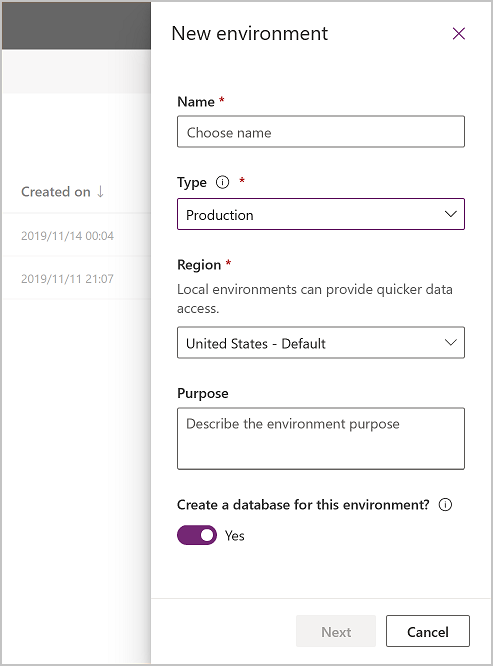 New environment
Name *
Choose name
Created on ↓
2019/11/14 00:04
2019/11/11 21:07
Type *
Production
Region *
Local environments can provide quicker data
access.
United States - Default
Purpose
Describe the environment purpose
Create a database for this environment?
Yes
Next
Cancel